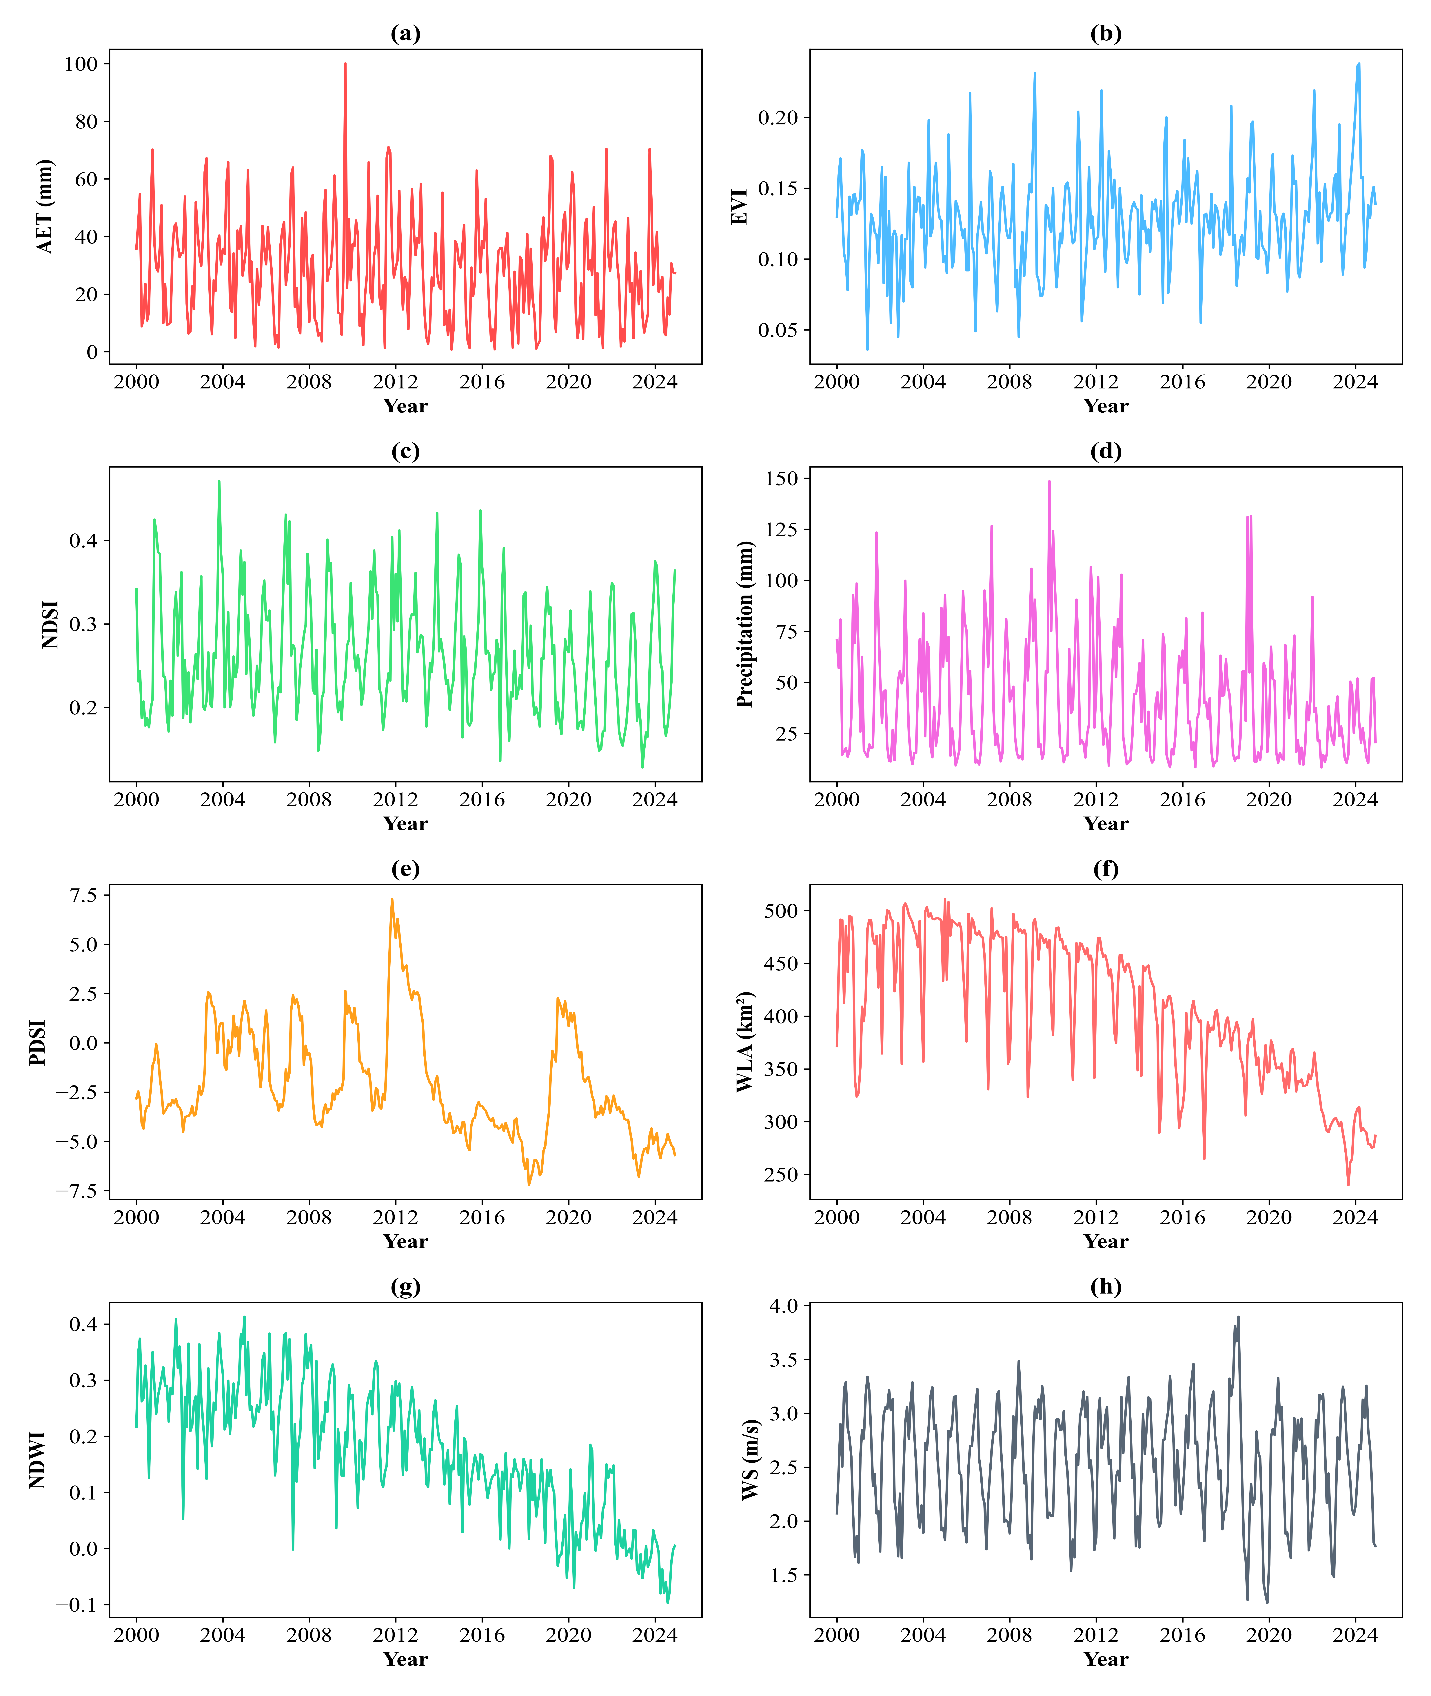 (a)
AET (mm)
100
80
60
40
20
0
2000 2004 2008 2012 2016 2020 2024
Year
(b)
EVI
0.20
0.15
0.10
0.05
2000 2004 2008 2012 2016 2020 2024
Year
(c)
NDSI
0.4
0.3
0.2
2000 2004 2008 2012 2016 2020 2024
Year
(d)
Precipitation (mm)
150
125
100
75
50
25
2000 2004 2008 2012 2016 2020 2024
Year
(e)
PDSI
7.5
5.0
2.5
0.0
−2.5
−5.0
−7.5
2000 2004 2008 2012 2016 2020 2024
Year
(f)
WLA (km²)
500
450
400
350
300
250
2000 2004 2008 2012 2016 2020 2024
Year
(g)
NDWI
0.4
0.3
0.2
0.1
0.0
−0.1
2000 2004 2008 2012 2016 2020 2024
Year
(h)
WS (m/s)
4.0
3.5
3.0
2.5
2.0
1.5
2000 2004 2008 2012 2016 2020 2024
Year